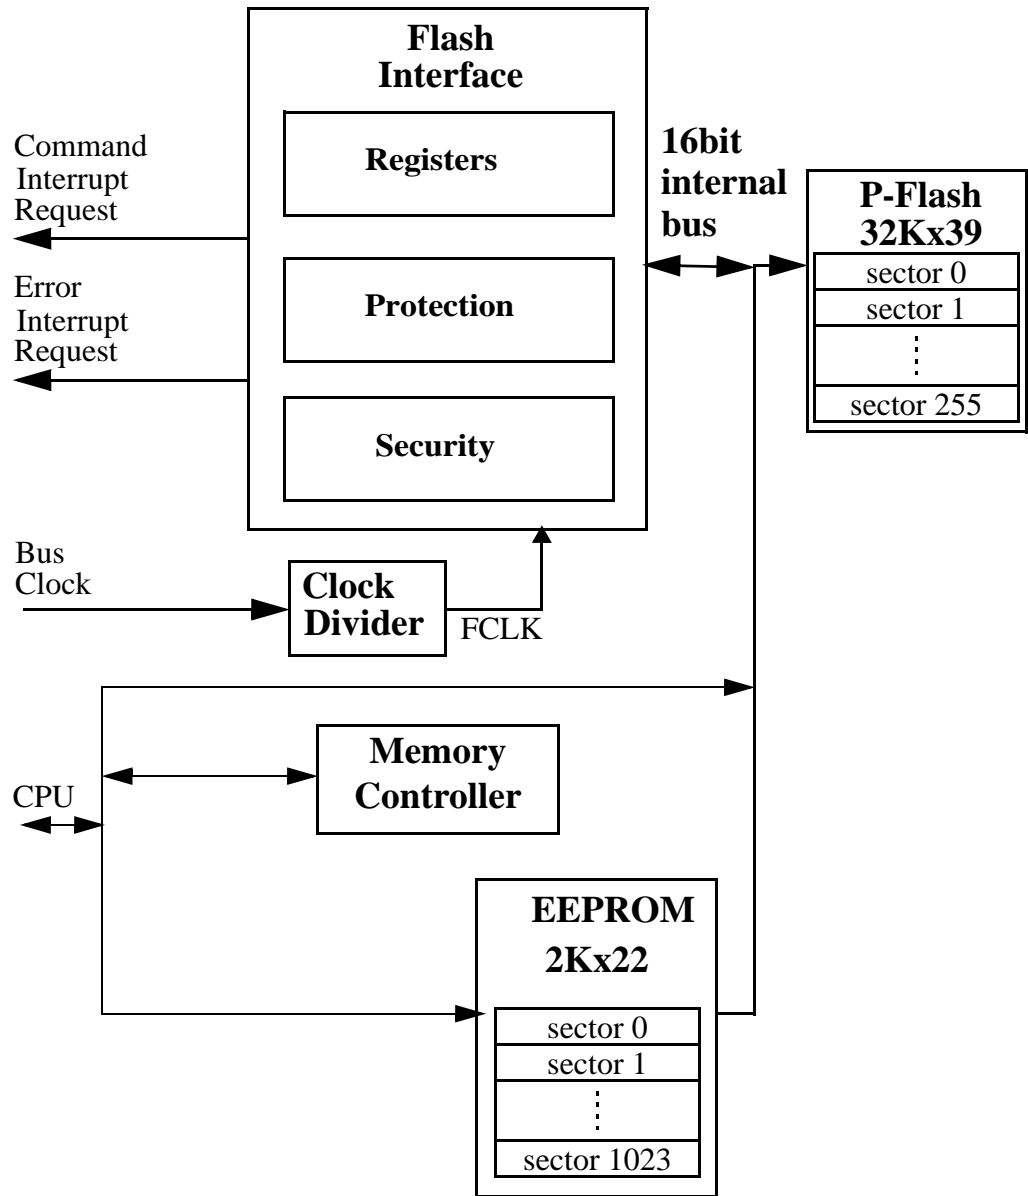 Flash
Interface
Registers
Protection
Security
Command
Interrupt
Request
Error
Interrupt
Request
16bit
internal
bus
P-Flash
32Kx39
sector 0
sector 1
sector 255
Bus
Clock
Clock
Divider
FCLK
Memory
Controller
CPU
EEPROM
2Kx22
sector 0
sector 1
sector 1023